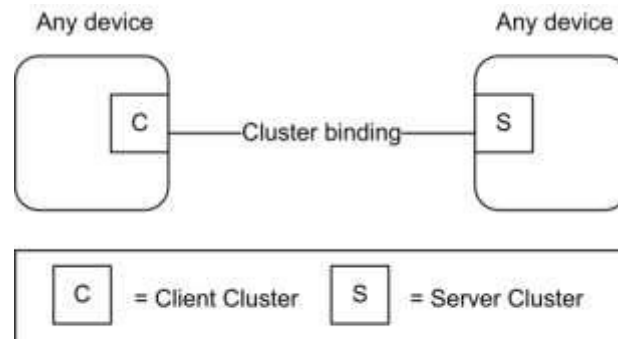 Any device Any device
C Cluster binding S
C = Client Cluster S = Server Cluster